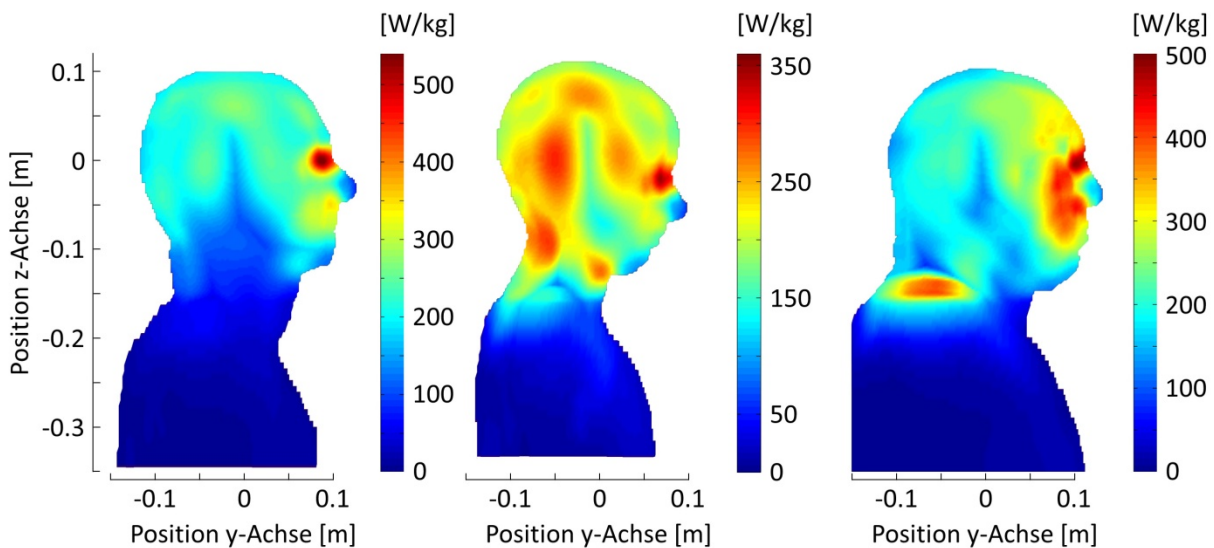 [W/kg] [W/kg] [W/kg]
0.1 500 350 500
0 400 300 400
-0.1 300 250 300
-0.2 200 200 200
-0.3 100 150 100
0 100 0
50
0
Position z-Achse [m]
-0.1 0 0.1 -0.1 0 0.1 -0.1 0 0.1
Position y-Achse [m] Position y-Achse [m] Position y-Achse [m]